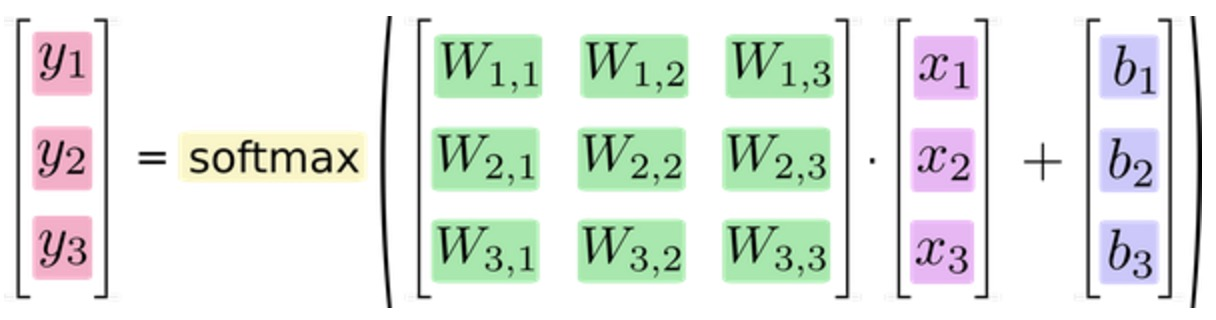 y1 W1,1 W1,2 W1,3 x1 b1
y2 = softmax ( W2,1 W2,2 W2,3 · x2 + b2 )
y3 W3,1 W3,2 W3,3 x3 b3